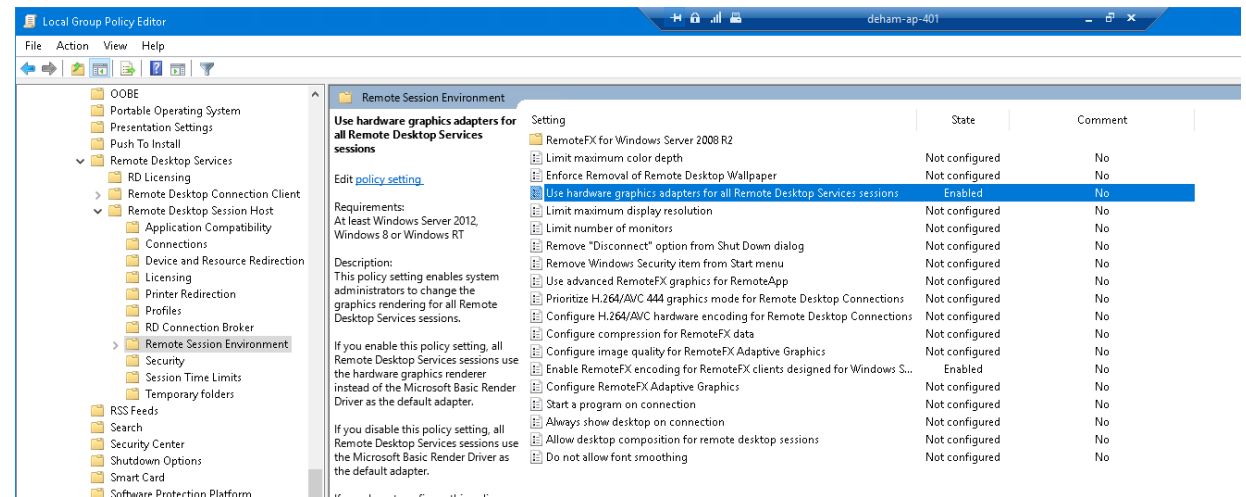 Local Group Policy Editor
deham-ap-401
File Action View Help
OOBE
Portable Operating System
Presentation Settings
Push To Install
Remote Desktop Services
RD Licensing
Remote Desktop Connection Client
Remote Desktop Session Host
Application Compatibility
Connections
Device and Resource Redirection
Licensing
Printer Redirection
Profiles
RD Connection Broker
Remote Session Environment
Security
Session Time Limits
Temporary folders
RSS Feeds
Search
Security Center
Shutdown Options
Smart Card
Software Protection Platform
Remote Session Environment
Use hardware graphics adapters for
all Remote Desktop Services
sessions
Edit policy setting
Requirements:
At least Windows Server 2012,
Windows 8 or Windows RT
Description:
This policy setting enables system
administrators to change the
graphics rendering for all Remote
Desktop Services sessions.
If you enable this policy setting, all
Remote Desktop Services sessions use
the hardware graphics renderer
instead of the Microsoft Basic Render
Driver as the default adapter.
If you disable this policy setting, all
Remote Desktop Services sessions use
the Microsoft Basic Render Driver as
the default adapter.
Setting State Comment
RemoteFX for Windows Server 2008 R2
Limit maximum color depth Not configured No
Enforce Removal of Remote Desktop Wallpaper Not configured No
Use hardware graphics adapters for all Remote Desktop Services sessions Enabled No
Limit maximum display resolution Not configured No
Limit number of monitors Not configured No
Remove "Disconnect" option from Shut Down dialog Not configured No
Remove Windows Security item from Start menu Not configured No
Use advanced RemoteFX graphics for RemoteApp Not configured No
Prioritize H.264/AVC 444 graphics mode for Remote Desktop Connections Not configured No
Configure H.264/AVC hardware encoding for Remote Desktop Connections Not configured No
Configure compression for RemoteFX data Not configured No
Configure image quality for RemoteFX Adaptive Graphics Not configured No
Enable RemoteFX encoding for RemoteFX clients designed for Windows S... Enabled No
Configure RemoteFX Adaptive Graphics Not configured No
Start a program on connection Not configured No
Always show desktop on connection Not configured No
Allow desktop composition for remote desktop sessions Not configured No
Do not allow font smoothing Not configured No